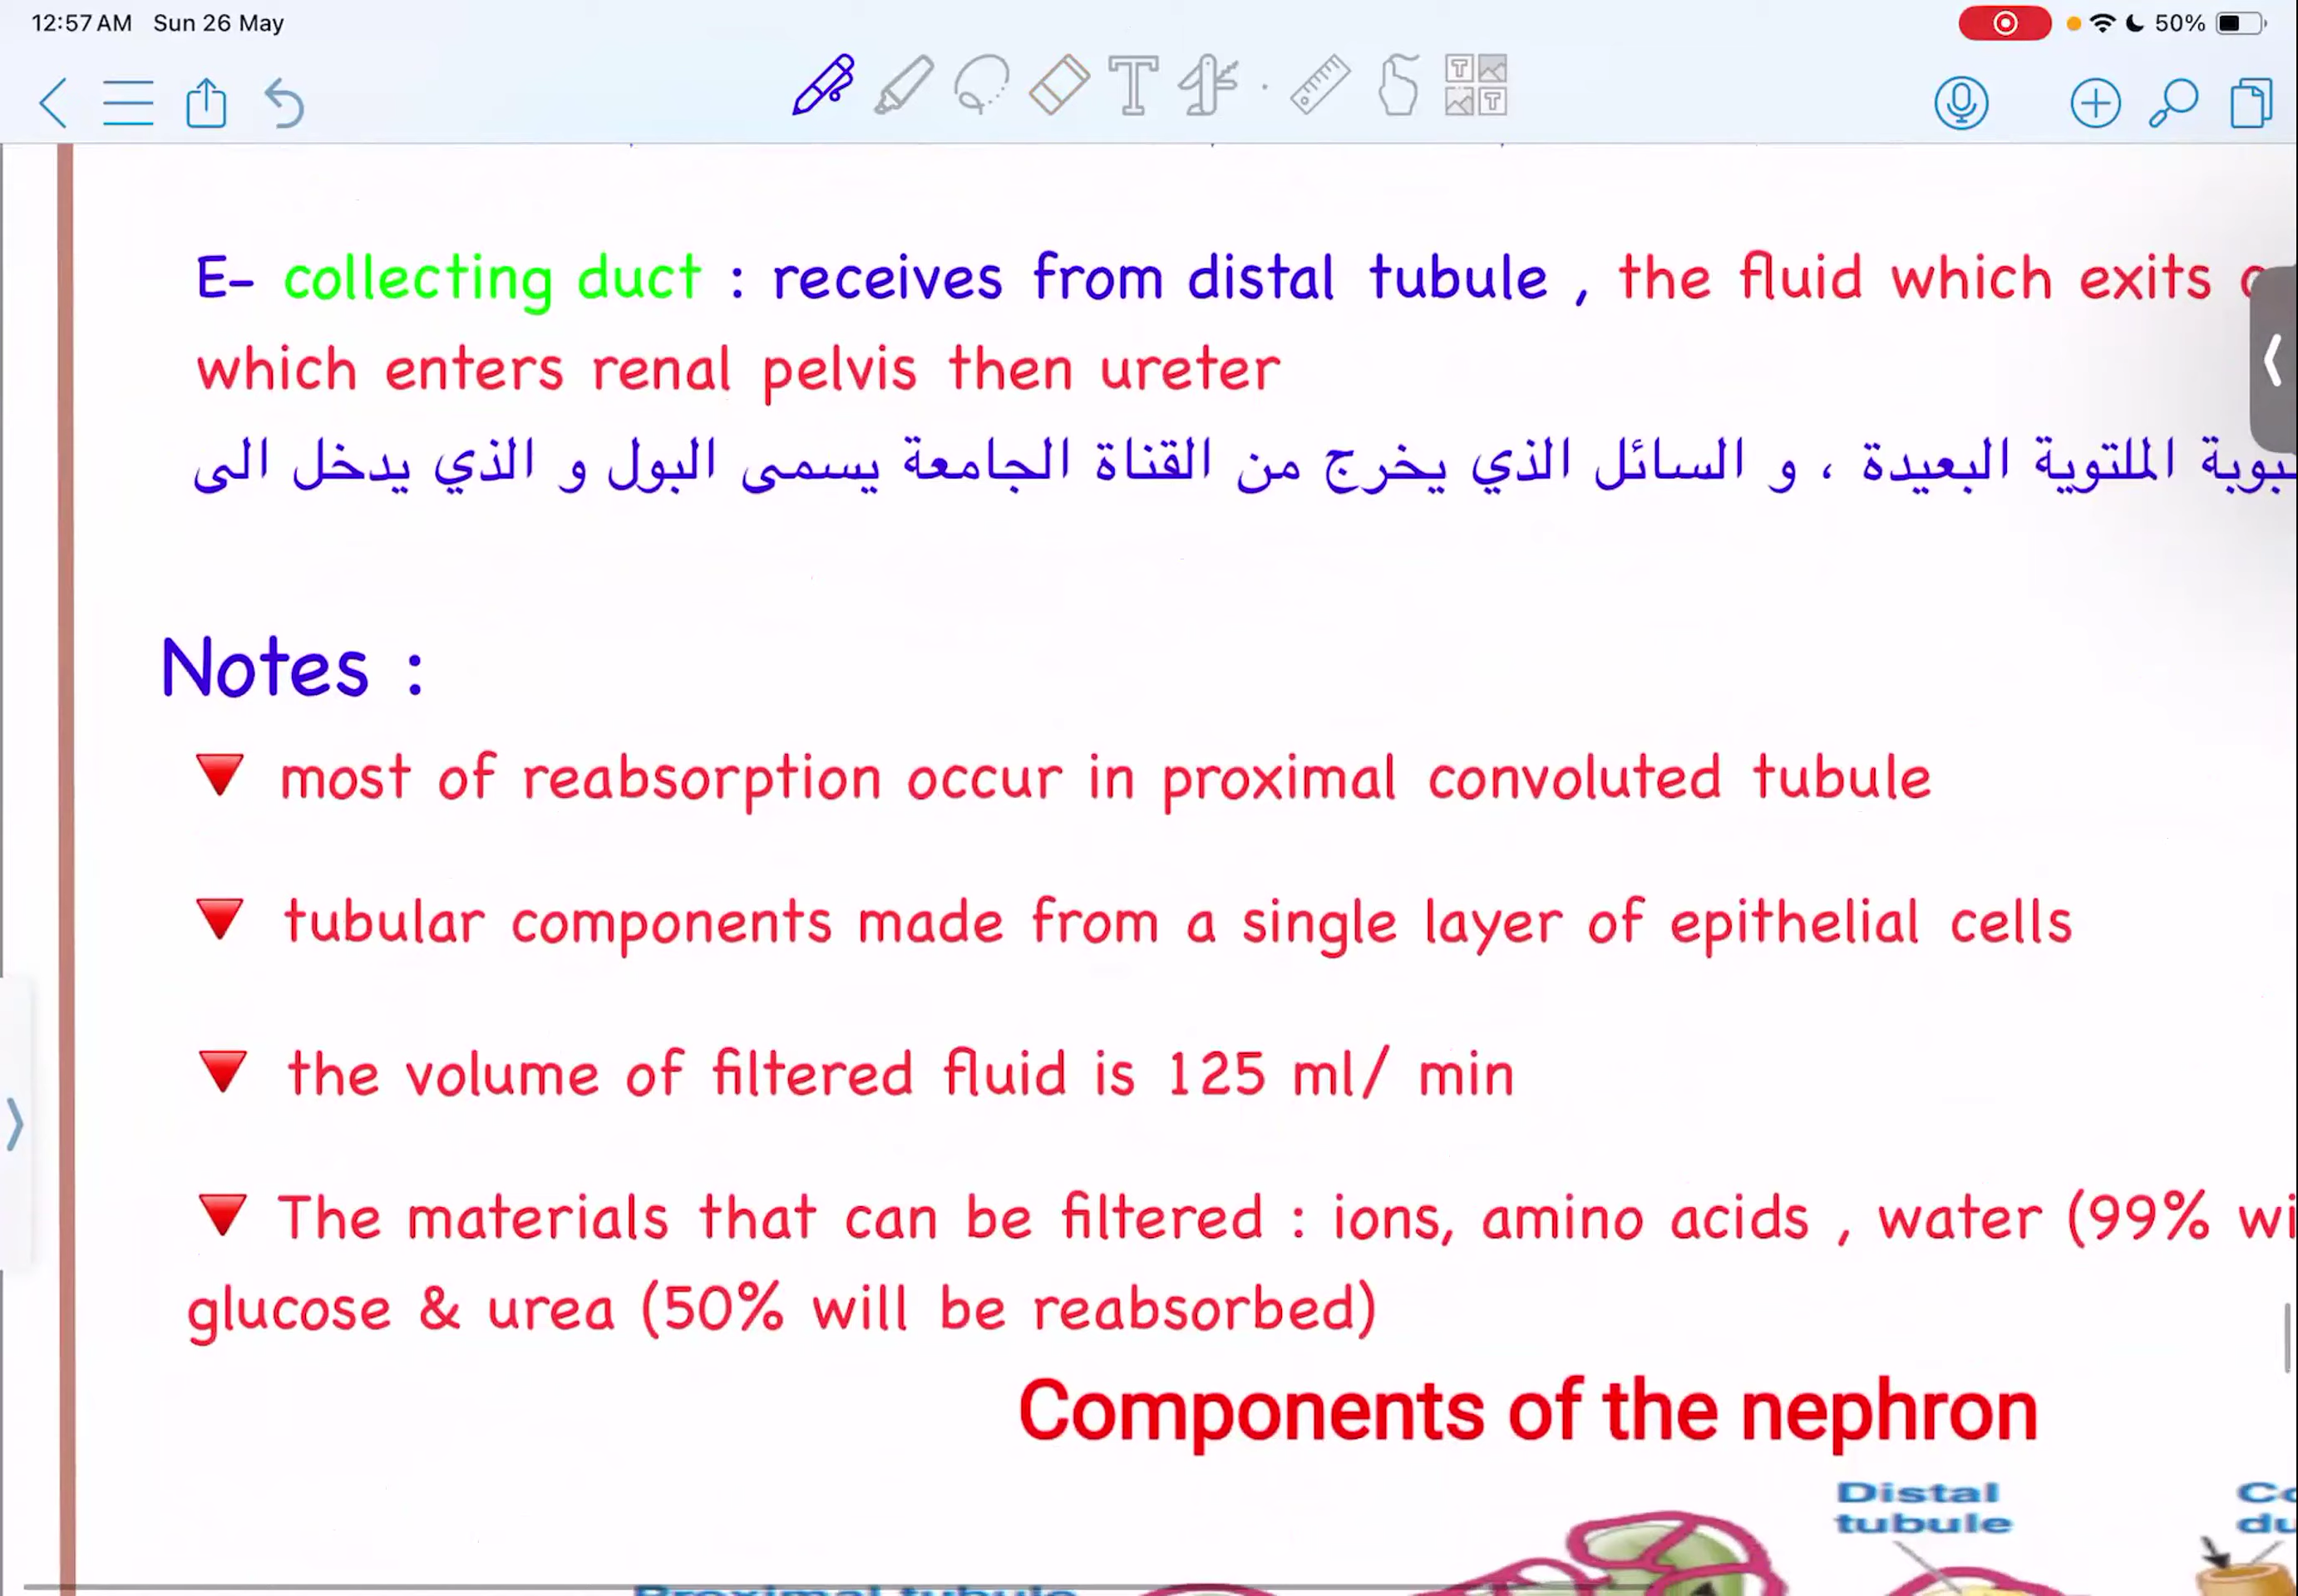 12:57 AM Sun 26 May
50%
E- collecting duct : receives from distal tubule , the fluid which exits
which enters renal pelvis then ureter
الملتوية البعيدة ، و السائل الذي يخرج من القناة الجامعة يسمى البول و الذي يدخل الى
Notes :
🔻 most of reabsorption occur in proximal convoluted tubule
🔻 tubular components made from a single layer of epithelial cells
🔻 the volume of filtered fluid is 125 ml/ min
🔻 The materials that can be filtered : ions, amino acids , water (99%
glucose & urea (50% will be reabsorbed)
Components of the nephron
Distal
tubule
Proximal tubule